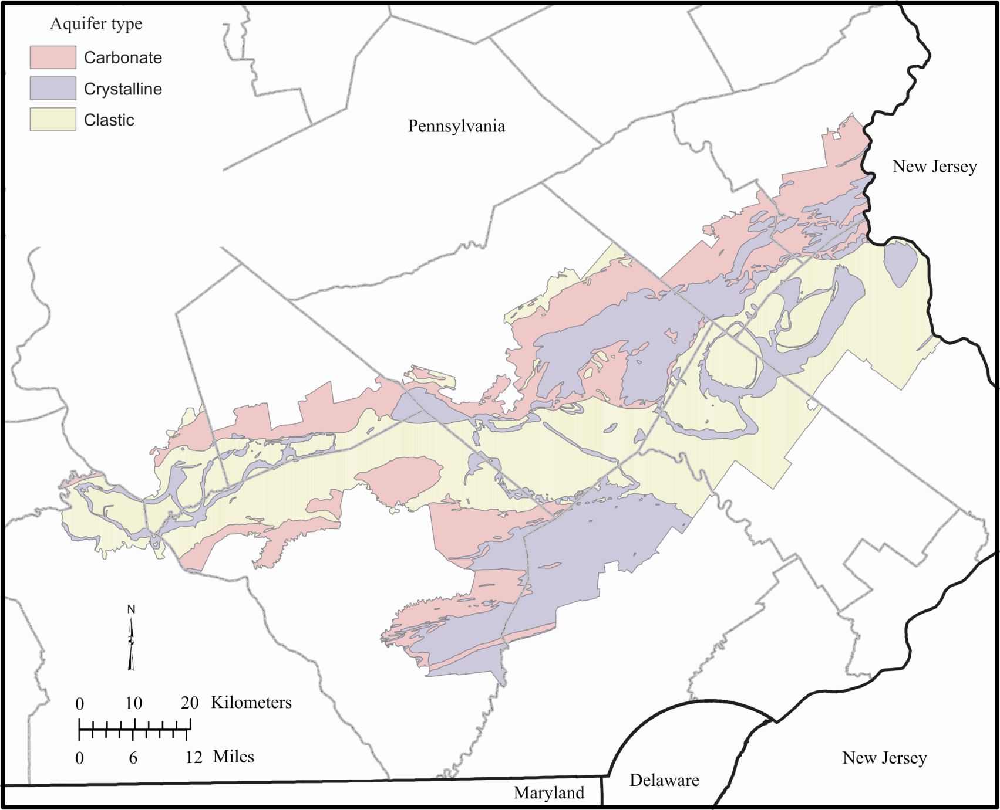 Aquifer type
Carbonate
Crystalline
Clastic
Pennsylvania
New Jersey
N
0 10 20 Kilometers
0 6 12 Miles
New Jersey
Delaware
Maryland